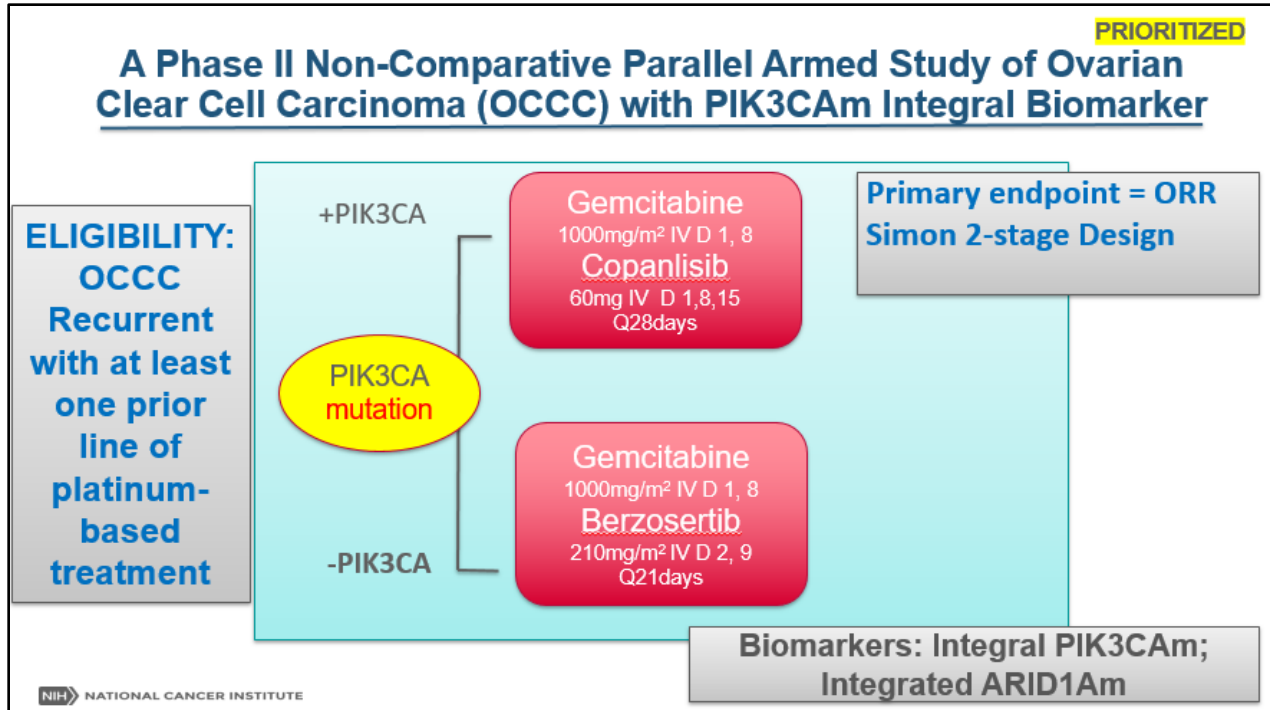 PRIORITIZED
A Phase II Non-Comparative Parallel Armed Study of Ovarian
Clear Cell Carcinoma (OCCC) with PIK3CAm Integral Biomarker
ELIGIBILITY:
OCCC
Recurrent
with at least
one prior
line of
platinum-
based
treatment
+PIK3CA
PIK3CA
mutation
-PIK3CA
Gemcitabine
1000mg/m² IV D 1, 8
Copanlisib
60mg IV D 1,8,15
Q28days
Gemcitabine
1000mg/m² IV D 1, 8
Berzosertib
210mg/m² IV D 2, 9
Q21days
Primary endpoint = ORR
Simon 2-stage Design
Biomarkers: Integral PIK3CAm;
Integrated ARID1Am
NIH NATIONAL CANCER INSTITUTE